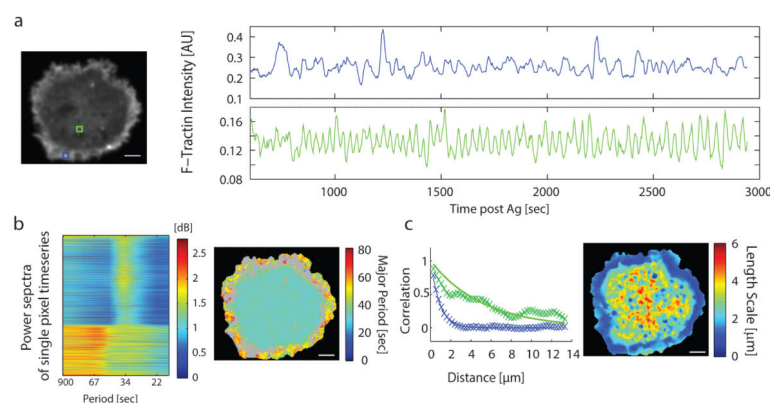 a
F-Tractin Intensity [AU]
0.4
0.3
0.2
0.1
0.16
0.12
0.08
1000 1500 2000 2500 3000
Time post Ag [sec]
b
Power sepctra
of single pixel timeseries
[dB]
2.5
2
1.5
1
0.5
0
900 67 34 22
Period [sec]
80
60
40
20
0
Major Period [sec]
c
Correlation
1
0.5
0
0 2 4 6 8 10 12 14
Distance [μm]
6
4
2
0
Length Scale [μm]